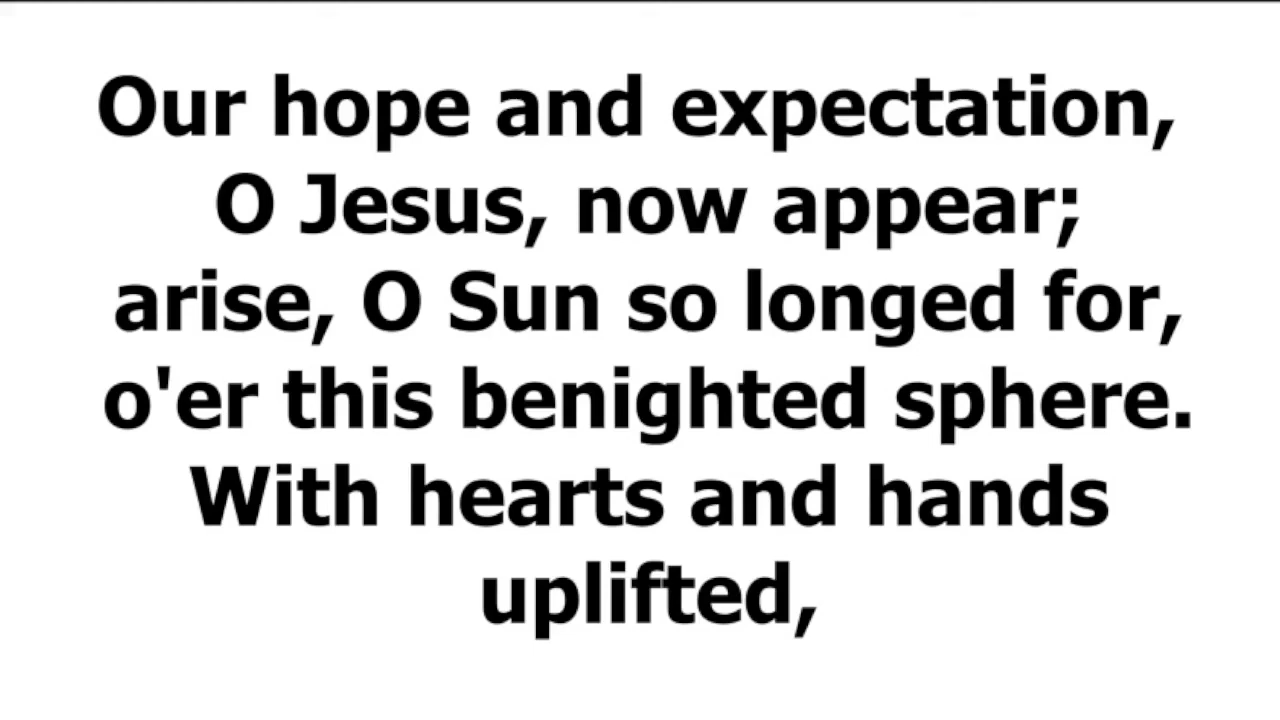 Our hope and expectation,
O Jesus, now appear;
arise, O Sun so longed for,
o'er this benighted sphere.
With hearts and hands
uplifted,